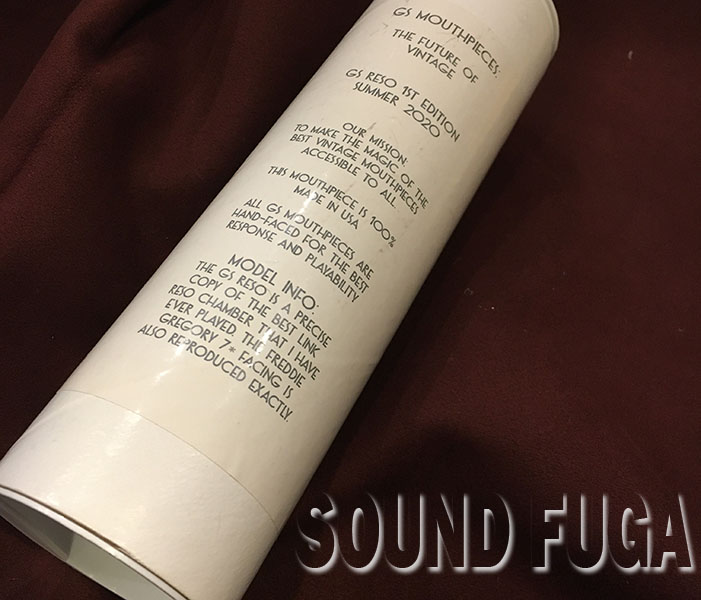 GS MOUTHPIECES:
THE FUTURE OF
VINTAGE
GS RESO 1ST EDITION
SUMMER 2020
OUR MISSION:
TO MAKE THE MAGIC OF THE
BEST VINTAGE MOUTHPIECES
ACCESSIBLE TO ALL
THIS MOUTHPIECE IS 100%
MADE IN USA
ALL GS MOUTHPIECES ARE
HAND-FACED FOR THE BEST
RESPONSE AND PLAYABILITY
MODEL INFO:
THE GS RESO IS A PRECISE
COPY OF THE BEST LINK
RESO CHAMBER THAT I HAVE
EVER PLAYED. THE FREDDIE
GREGORY 7* FACING IS
ALSO REPRODUCED EXACTLY.
SOUND FUGA